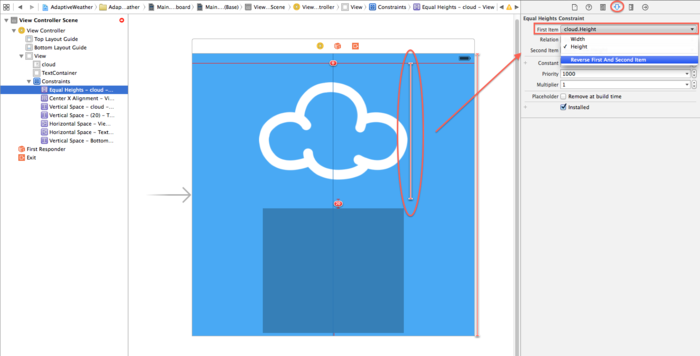 AdaptiveWeather
Adap...ather
Main....board
Main....(Base)
View...Scene
View...troller
View
Constraints
Equal Heights – cloud – View
View Controller Scene
View Controller
Top Layout Guide
Bottom Layout Guide
View
cloud
TextContainer
Constraints
Equal Heights – cloud –...
Center X Alignment – Vi...
Vertical Space – cloud –...
Vertical Space – (20) – T...
Horizontal Space – Vie...
Horizontal Space – Text...
Vertical Space – Bottom...
First Responder
Exit
Equal Heights Constraint
First Item cloud.Height
Relation Width
✓ Height
Second Item
Reverse First And Second Item
Constant
Priority 1000
Multiplier 1
Placeholder Remove at build time
Installed